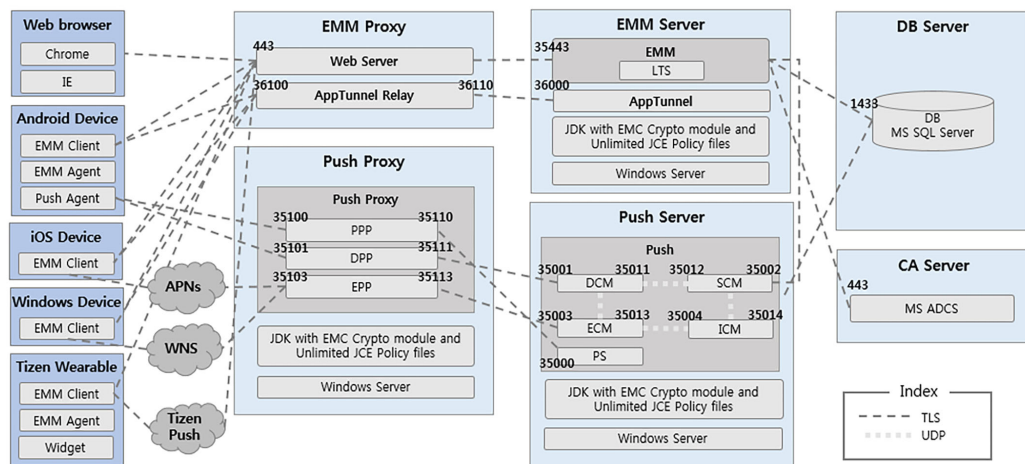 Web browser
Chrome
IE
Android Device
EMM Client
EMM Agent
Push Agent
iOS Device
EMM Client
Windows Device
EMM Client
Tizen Wearable
EMM Client
EMM Agent
Widget
APNs
WNS
Tizen
Push
EMM Proxy
443
Web Server
36100
36110
AppTunnel Relay
Push Proxy
Push Proxy
35100
35110
PPP
35101
35111
DPP
35103
35113
EPP
JDK with EMC Crypto module and
Unlimited JCE Policy files
Windows Server
EMM Server
35443
EMM
LTS
36000
AppTunnel
JDK with EMC Crypto module and
Unlimited JCE Policy files
Windows Server
Push Server
Push
35001
35011
35012
35002
DCM
SCM
35003
35013
35004
35014
ECM
ICM
35000
PS
JDK with EMC Crypto module and
Unlimited JCE Policy files
Windows Server
DB Server
1433
DB
MS SQL Server
CA Server
443
MS ADCS
Index
TLS
UDP